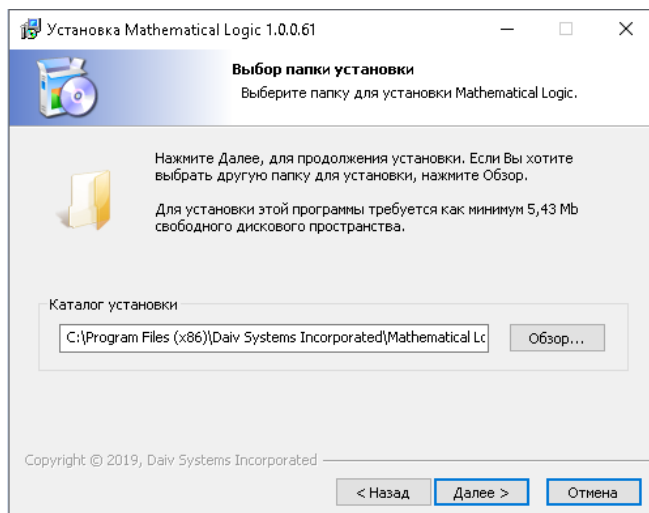 Установка Mathematical Logic 1.0.0.61
Выбор папки установки
Выберите папку для установки Mathematical Logic.
Нажмите Далее, для продолжения установки. Если Вы хотите
выбрать другую папку для установки, нажмите Обзор.
Для установки этой программы требуется как минимум 5,43 Mb
свободного дискового пространства.
Каталог установки
C:\Program Files (x86)\Daiv Systems Incorporated\Mathematical Lo
Обзор...
Copyright © 2019, Daiv Systems Incorporated
< Назад
Далее >
Отмена